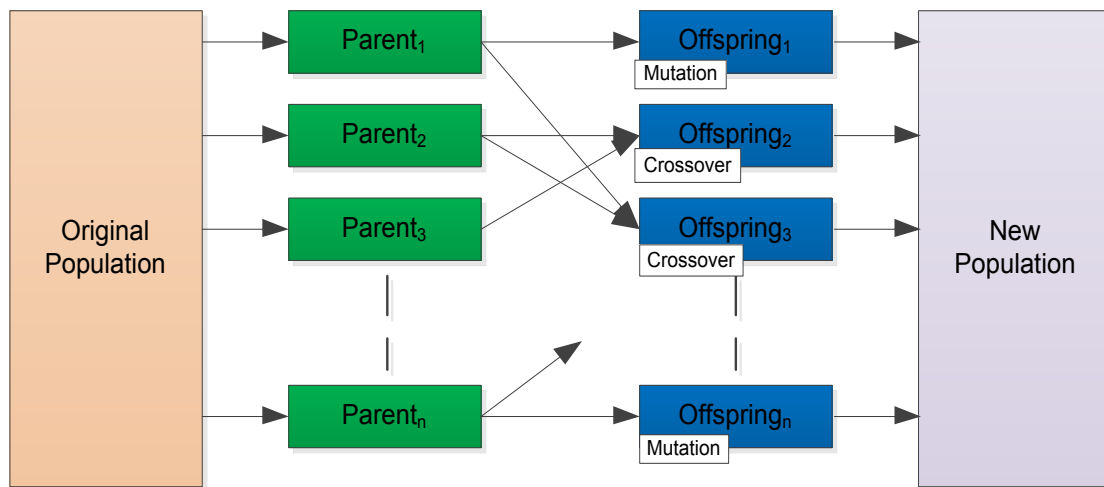 Original
Population
Parent₁
Parent₂
Parent₃
Parentₙ
Offspring₁
Mutation
Offspring₂
Crossover
Offspring₃
Crossover
Offspringₙ
Mutation
New
Population